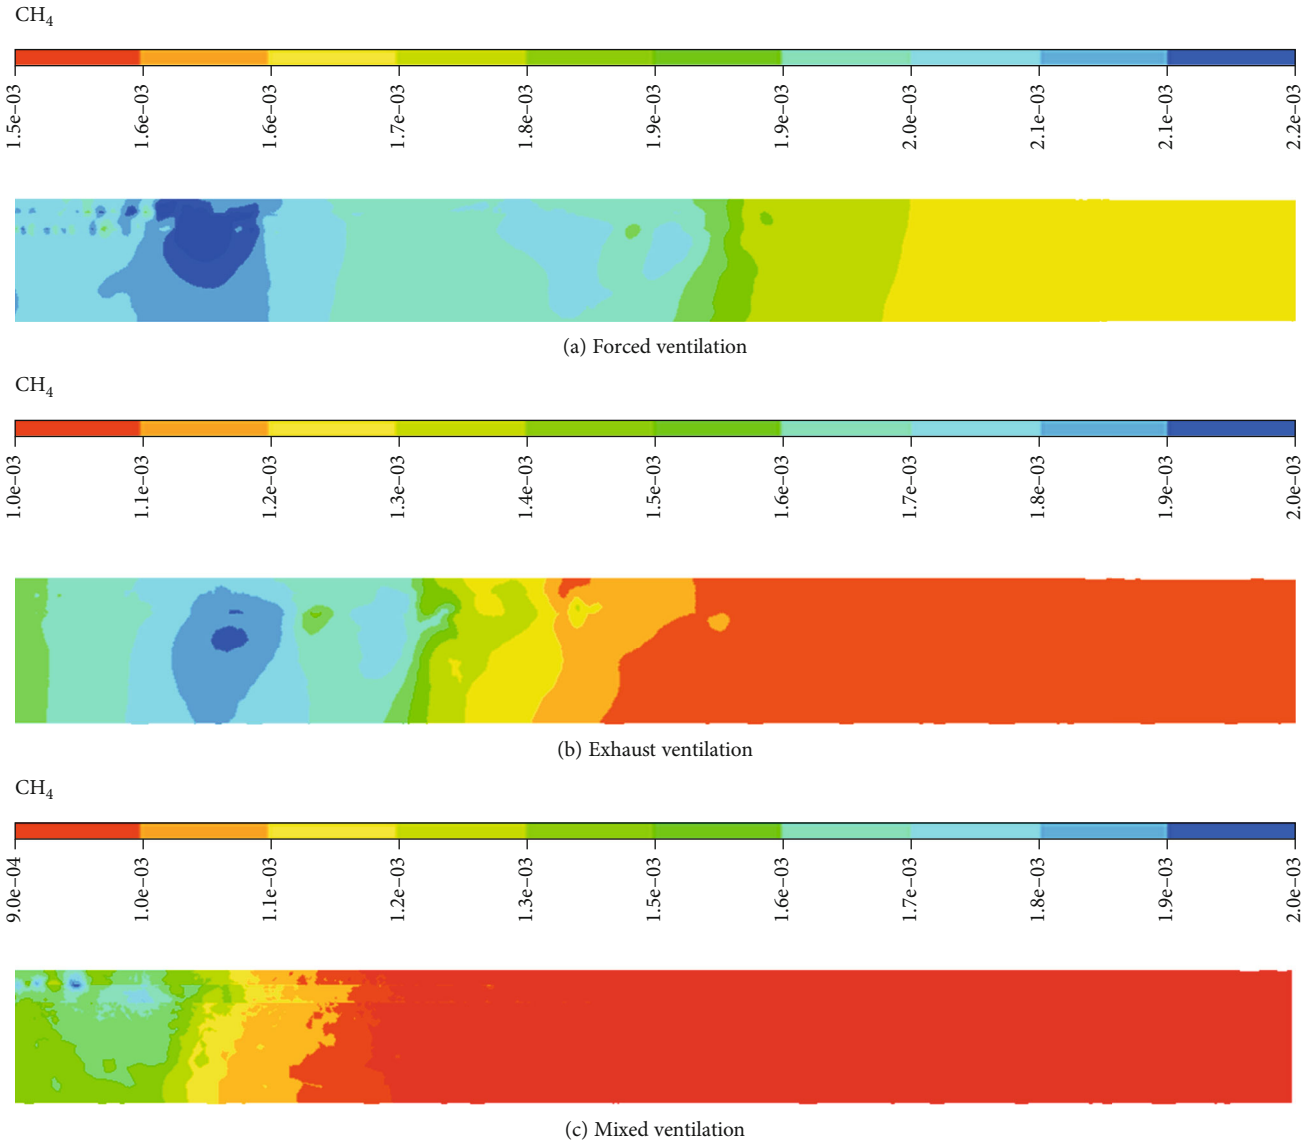 CH4
1.5e–03 1.6e–03 1.6e–03 1.7e–03 1.8e–03 1.9e–03 1.9e–03 2.0e–03 2.1e–03 2.1e–03 2.2e–03
(a) Forced ventilation
CH4
1.0e–03 1.1e–03 1.2e–03 1.3e–03 1.4e–03 1.5e–03 1.6e–03 1.7e–03 1.8e–03 1.9e–03 2.0e–03
(b) Exhaust ventilation
CH4
9.0e–04 1.0e–03 1.1e–03 1.2e–03 1.3e–03 1.5e–03 1.6e–03 1.7e–03 1.8e–03 1.9e–03 2.0e–03
(c) Mixed ventilation